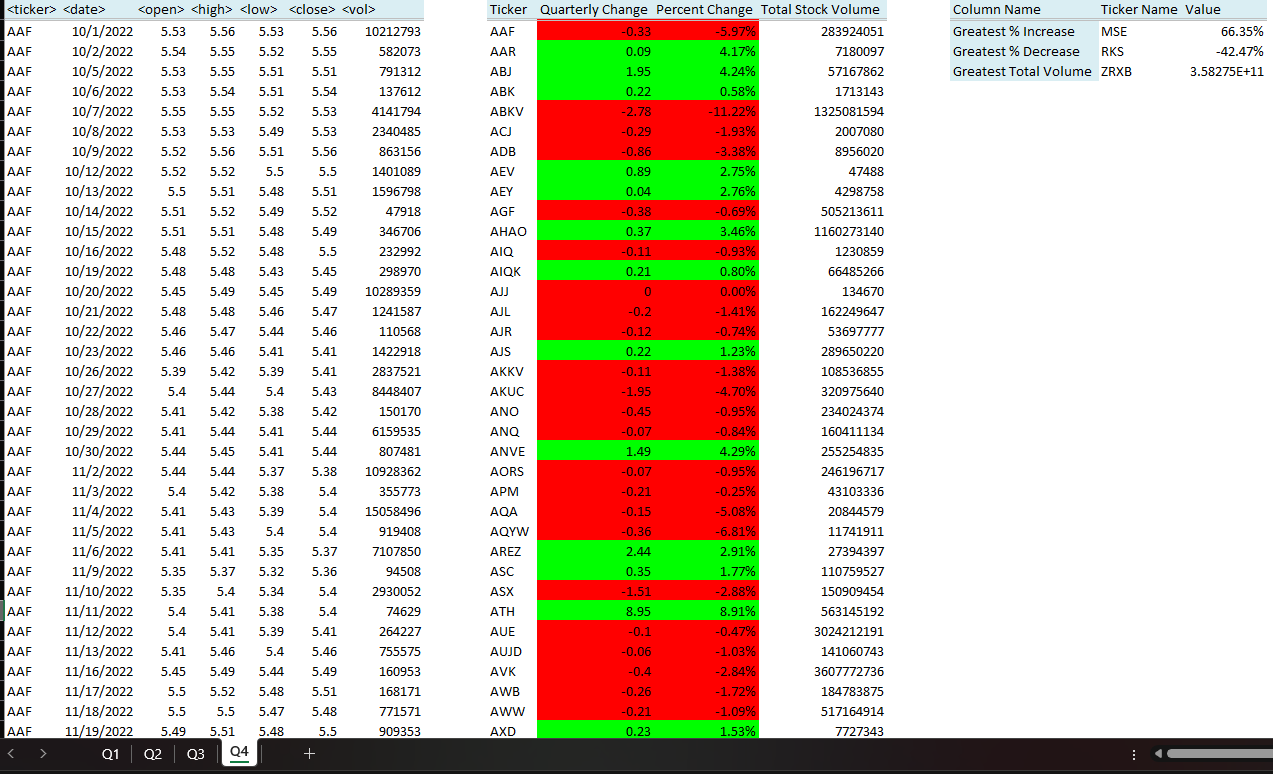 <ticker> <date> <open> <high> <low> <close> <vol> Ticker Quarterly Change Percent Change Total Stock Volume Column Name Ticker Name Value
AAF 10/1/2022 5.53 5.56 5.53 5.56 10212793 AAF -0.33 -5.97% 283924051 Greatest % Increase MSE 66.35%
AAF 10/2/2022 5.54 5.55 5.52 5.55 582073 AAR 0.09 4.17% 7180097 Greatest % Decrease RKS -42.47%
AAF 10/5/2022 5.53 5.55 5.51 5.51 791312 ABJ 1.95 4.24% 57167862 Greatest Total Volume ZRXB 3.58275E+11
AAF 10/6/2022 5.53 5.54 5.51 5.54 137612 ABK 0.22 0.58% 1713143
AAF 10/7/2022 5.55 5.55 5.52 5.53 4141794 ABKV -2.78 -11.22% 1325081594
AAF 10/8/2022 5.53 5.53 5.49 5.53 2340485 ACJ -0.29 -1.93% 2007080
AAF 10/9/2022 5.52 5.56 5.51 5.56 863156 ADB -0.86 -3.38% 8956020
AAF 10/12/2022 5.52 5.52 5.5 5.5 1401089 AEV 0.89 2.75% 47488
AAF 10/13/2022 5.5 5.51 5.48 5.51 1596798 AEY 0.04 2.76% 4298758
AAF 10/14/2022 5.51 5.52 5.49 5.52 47918 AGF -0.38 -0.69% 505213611
AAF 10/15/2022 5.51 5.51 5.48 5.49 346706 AHAO 0.37 3.46% 1160273140
AAF 10/16/2022 5.48 5.52 5.48 5.5 232992 AIQ -0.11 -0.93% 1230859
AAF 10/19/2022 5.48 5.48 5.43 5.45 298970 AIQK 0.21 0.80% 66485266
AAF 10/20/2022 5.45 5.49 5.45 5.49 10289359 AJJ 0 0.00% 134670
AAF 10/21/2022 5.48 5.48 5.46 5.47 1241587 AJL -0.2 -1.41% 162249647
AAF 10/22/2022 5.46 5.47 5.44 5.46 110568 AJR -0.12 -0.74% 53697777
AAF 10/23/2022 5.46 5.46 5.41 5.41 1422918 AJS 0.22 1.23% 289650220
AAF 10/26/2022 5.39 5.42 5.39 5.41 2837521 AKKV -0.11 -1.38% 108536855
AAF 10/27/2022 5.4 5.44 5.4 5.43 8448407 AKUC -1.95 -4.70% 320975640
AAF 10/28/2022 5.41 5.42 5.38 5.42 150170 ANO -0.45 -0.95% 234024374
AAF 10/29/2022 5.41 5.44 5.41 5.44 6159535 ANQ -0.07 -0.84% 160411134
AAF 10/30/2022 5.44 5.45 5.41 5.44 807481 ANVE 1.49 4.29% 255254835
AAF 11/2/2022 5.44 5.44 5.37 5.38 10928362 AORS -0.07 -0.95% 246196717
AAF 11/3/2022 5.4 5.42 5.38 5.4 355773 APM -0.21 -0.25% 43103336
AAF 11/4/2022 5.41 5.43 5.39 5.4 15058496 AQA -0.15 -5.08% 20844579
AAF 11/5/2022 5.41 5.43 5.4 5.4 919408 AQYW -0.36 -6.81% 11741911
AAF 11/6/2022 5.41 5.41 5.35 5.37 7107850 AREZ 2.44 2.91% 27394397
AAF 11/9/2022 5.35 5.37 5.32 5.36 94508 ASC 0.35 1.77% 110759527
AAF 11/10/2022 5.35 5.4 5.34 5.4 2930052 ASX -1.51 -2.88% 150909454
AAF 11/11/2022 5.4 5.41 5.38 5.4 74629 ATH 8.95 8.91% 563145192
AAF 11/12/2022 5.4 5.41 5.39 5.41 264227 AUE -0.1 -0.47% 3024212191
AAF 11/13/2022 5.41 5.46 5.4 5.46 755575 AUJD -0.06 -1.03% 141060743
AAF 11/16/2022 5.45 5.49 5.44 5.49 160953 AVK -0.4 -2.84% 3607772736
AAF 11/17/2022 5.5 5.52 5.48 5.51 168171 AWB -0.26 -1.72% 184783875
AAF 11/18/2022 5.5 5.5 5.47 5.48 771571 AWW -0.21 -1.09% 517164914
AAF 11/19/2022 5.49 5.51 5.48 5.5 909353 AXD 0.23 1.53% 7727343
Q1 Q2 Q3 Q4